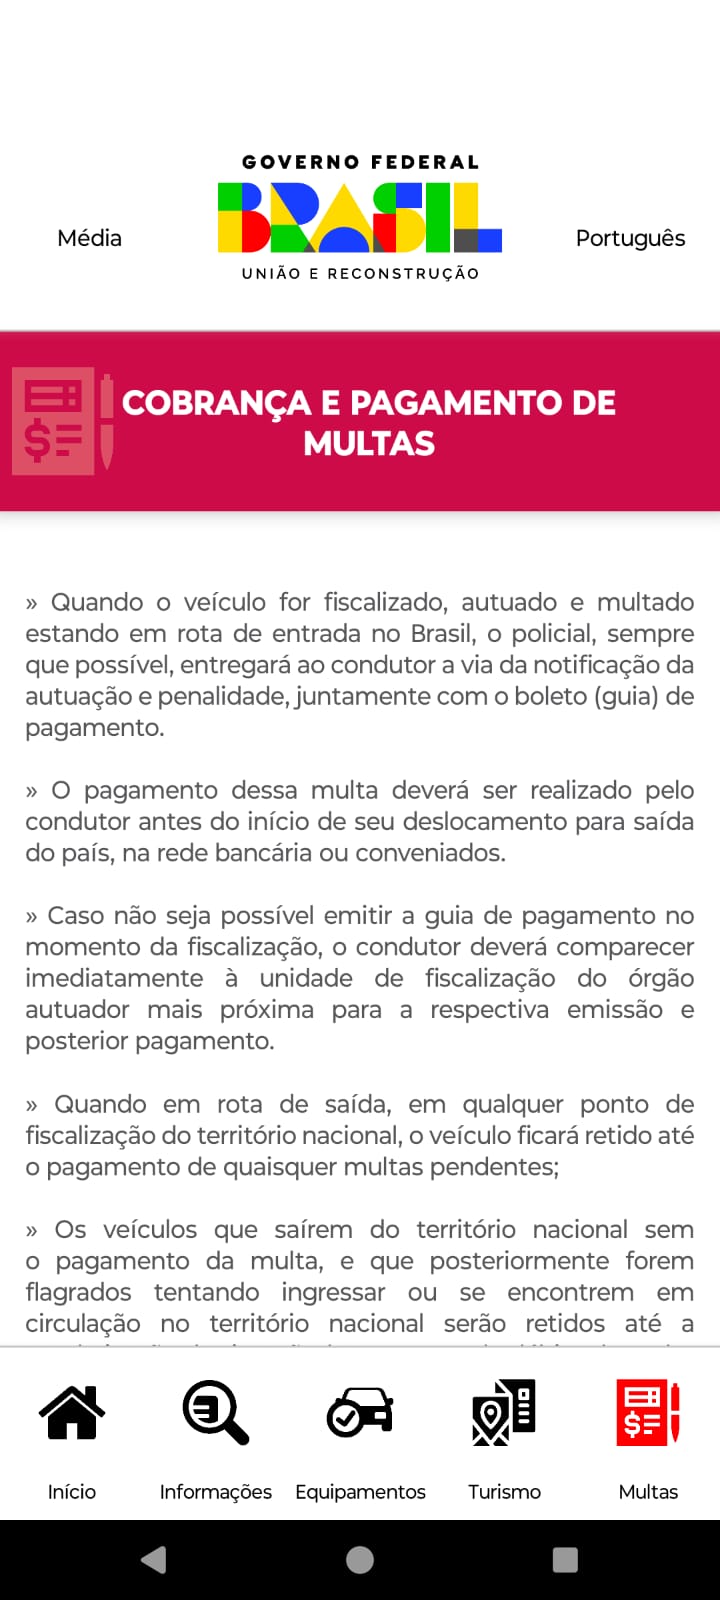 GOVERNO FEDERAL
BRASIL
UNIÃO E RECONSTRUÇÃO
Média
Português
COBRANÇA E PAGAMENTO DE
MULTAS
» Quando o veículo for fiscalizado, autuado e multado
estando em rota de entrada no Brasil, o policial, sempre
que possível, entregará ao condutor a via da notificação da
autuação e penalidade, juntamente com o boleto (guia) de
pagamento.
» O pagamento dessa multa deverá ser realizado pelo
condutor antes do início de seu deslocamento para saída
do país, na rede bancária ou conveniados.
» Caso não seja possível emitir a guia de pagamento no
momento da fiscalização, o condutor deverá comparecer
imediatamente à unidade de fiscalização do órgão
autuador mais próxima para a respectiva emissão e
posterior pagamento.
» Quando em rota de saída, em qualquer ponto de
fiscalização do território nacional, o veículo ficará retido até
o pagamento de quaisquer multas pendentes;
» Os veículos que saírem do território nacional sem
o pagamento da multa, e que posteriormente forem
flagrados tentando ingressar ou se encontrem em
circulação no território nacional serão retidos até a
Início
Informações
Equipamentos
Turismo
Multas